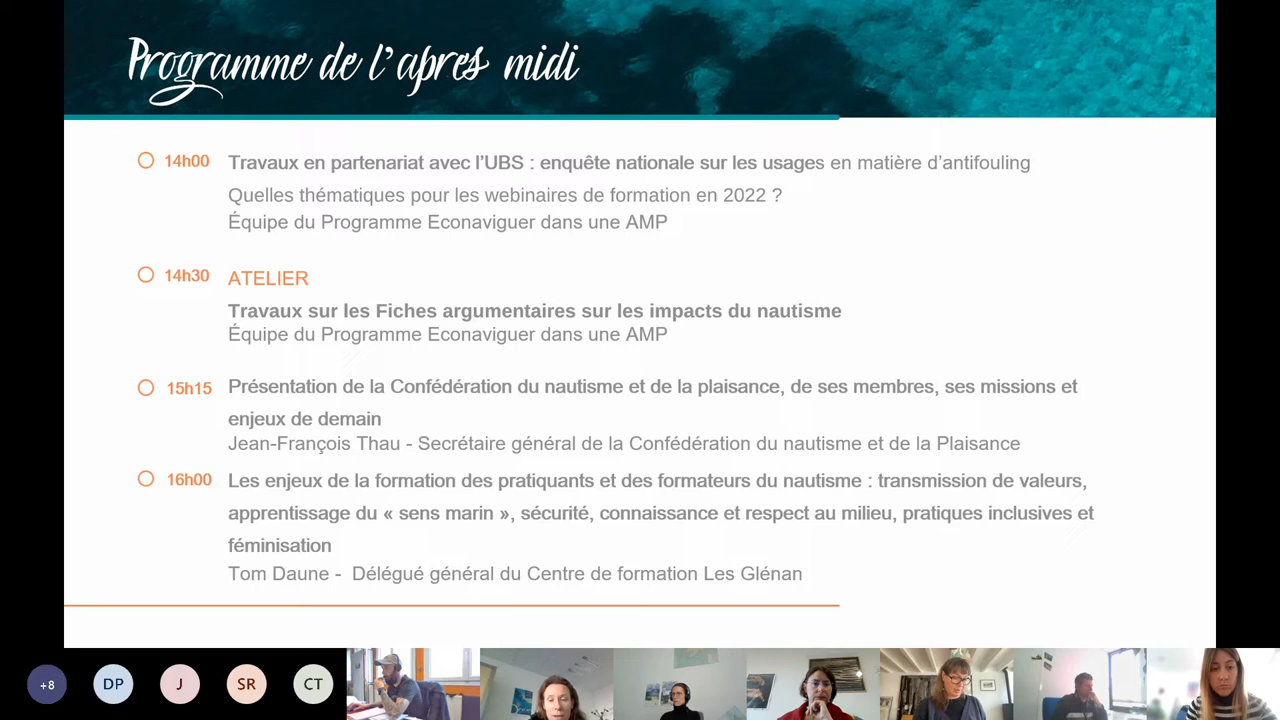 Programme de l'apres midi
14h00 Travaux en partenariat avec l'UBS : enquête nationale sur les usages en matière d'antifouling
Quelles thématiques pour les webinaires de formation en 2022 ?
Équipe du Programme Econaviguer dans une AMP
14h30 ATELIER
Travaux sur les Fiches argumentaires sur les impacts du nautisme
Équipe du Programme Econaviguer dans une AMP
15h15 Présentation de la Confédération du nautisme et de la plaisance, de ses membres, ses missions et
enjeux de demain
Jean-François Thau - Secrétaire général de la Confédération du nautisme et de la Plaisance
16h00 Les enjeux de la formation des pratiquants et des formateurs du nautisme : transmission de valeurs,
apprentissage du « sens marin », sécurité, connaissance et respect au milieu, pratiques inclusives et
féminisation
Tom Daune - Délégué général du Centre de formation Les Glénan
+8 DP J SR CT